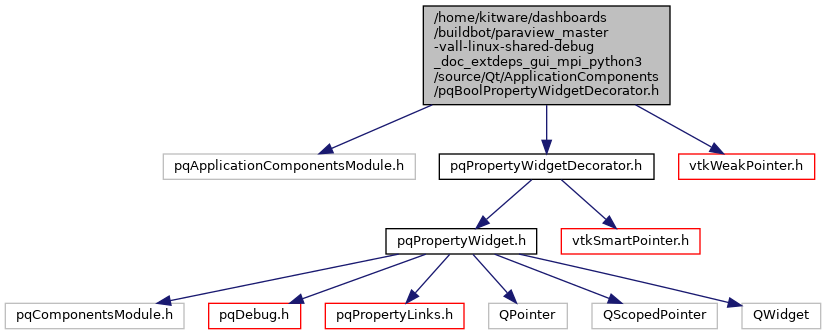 /home/kitware/dashboards
/buildbot/paraview_master
-vall-linux-shared-debug
_doc_extdeps_gui_mpi_python3
/source/Qt/ApplicationComponents
/pqBoolPropertyWidgetDecorator.h
pqApplicationComponentsModule.h
pqPropertyWidgetDecorator.h
vtkWeakPointer.h
pqPropertyWidget.h
vtkSmartPointer.h
pqComponentsModule.h
pqDebug.h
pqPropertyLinks.h
QPointer
QScopedPointer
QWidget